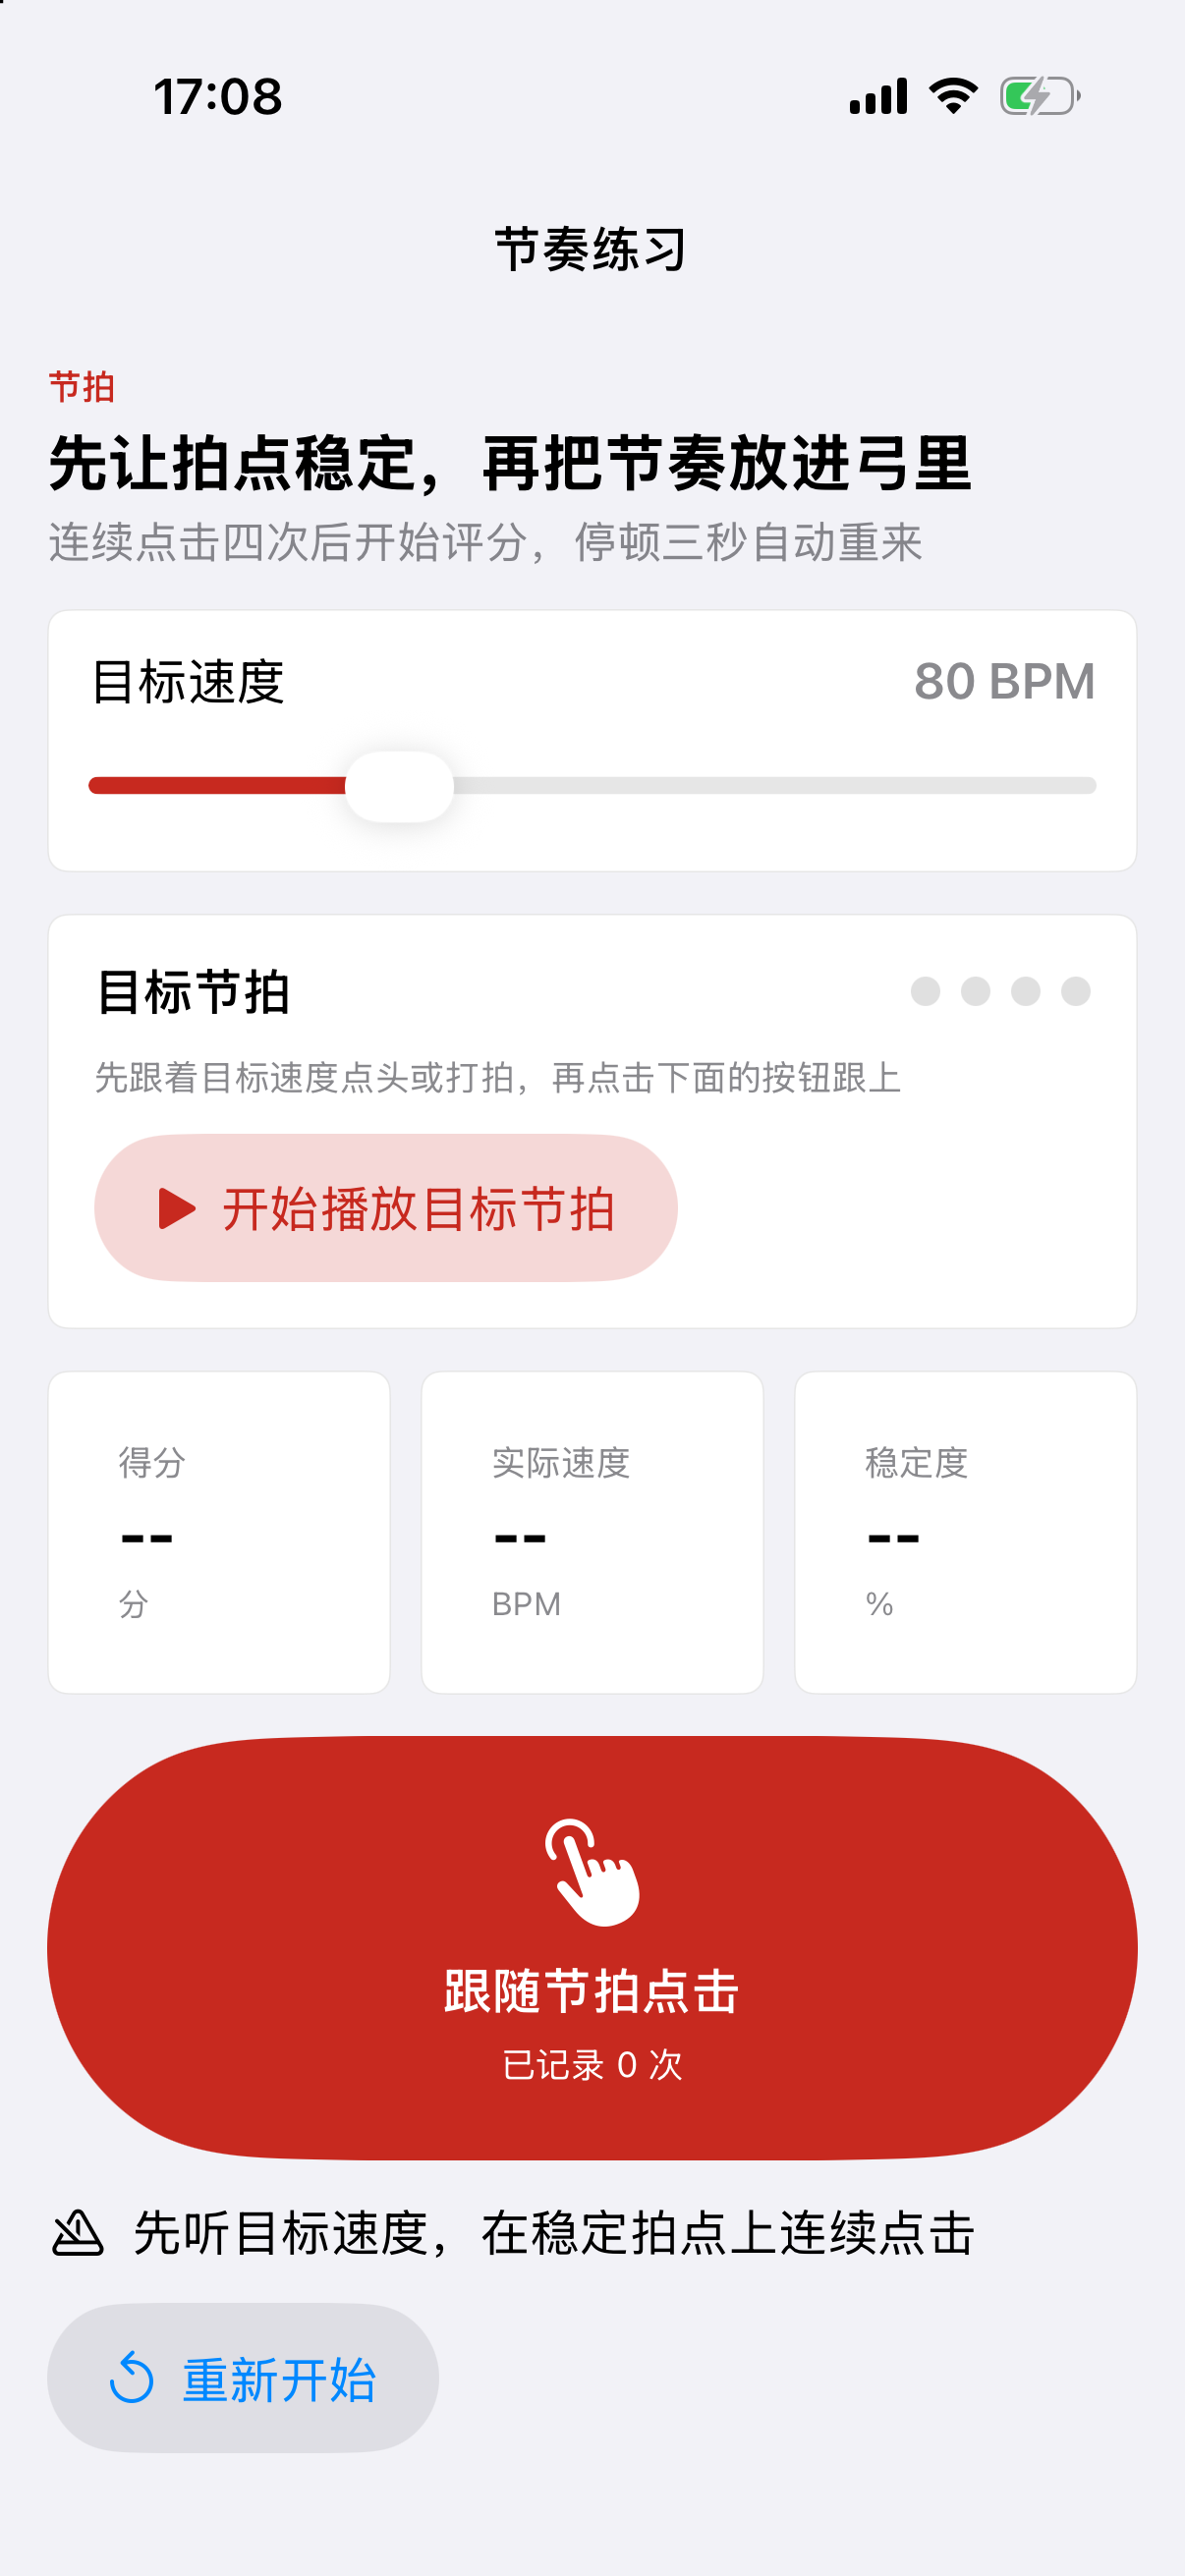 17:08
节奏练习
节拍
先让拍点稳定，再把节奏放进弓里
连续点击四次后开始评分，停顿三秒自动重来
目标速度
80 BPM
目标节拍
先跟着目标速度点头或打拍，再点击下面的按钮跟上
开始播放目标节拍
得分
--
分
实际速度
--
BPM
稳定度
--
%
跟随节拍点击
已记录 0 次
先听目标速度，在稳定拍点上连续点击
重新开始